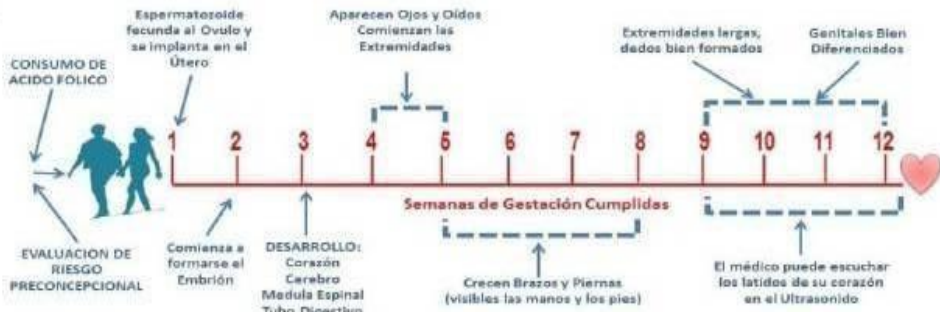 Espermatozoide
fecunda al Ovulo y
se implanta en el
Útero
Aparecen Ojos y Oídos
Comienzan las
Extremidades
Extremidades largas,
dedos bien formados
Genitales Bien
Diferenciados
CONSUMO DE
ACIDO FOLICO
1 2 3 4 5 6 7 8 9 10 11 12
Semanas de Gestación Cumplidas
EVALUACION DE
RIESGO
PRECONCEPCIONAL
Comienza a
formarse el
Embrión
DESARROLLO:
Corazón
Cerebro
Medula Espinal
Tubo Digestivo
Crecen Brazos y Piernas
(visibles las manos y los pies)
El médico puede escuchar
los latidos de su corazón
en el Ultrasonido